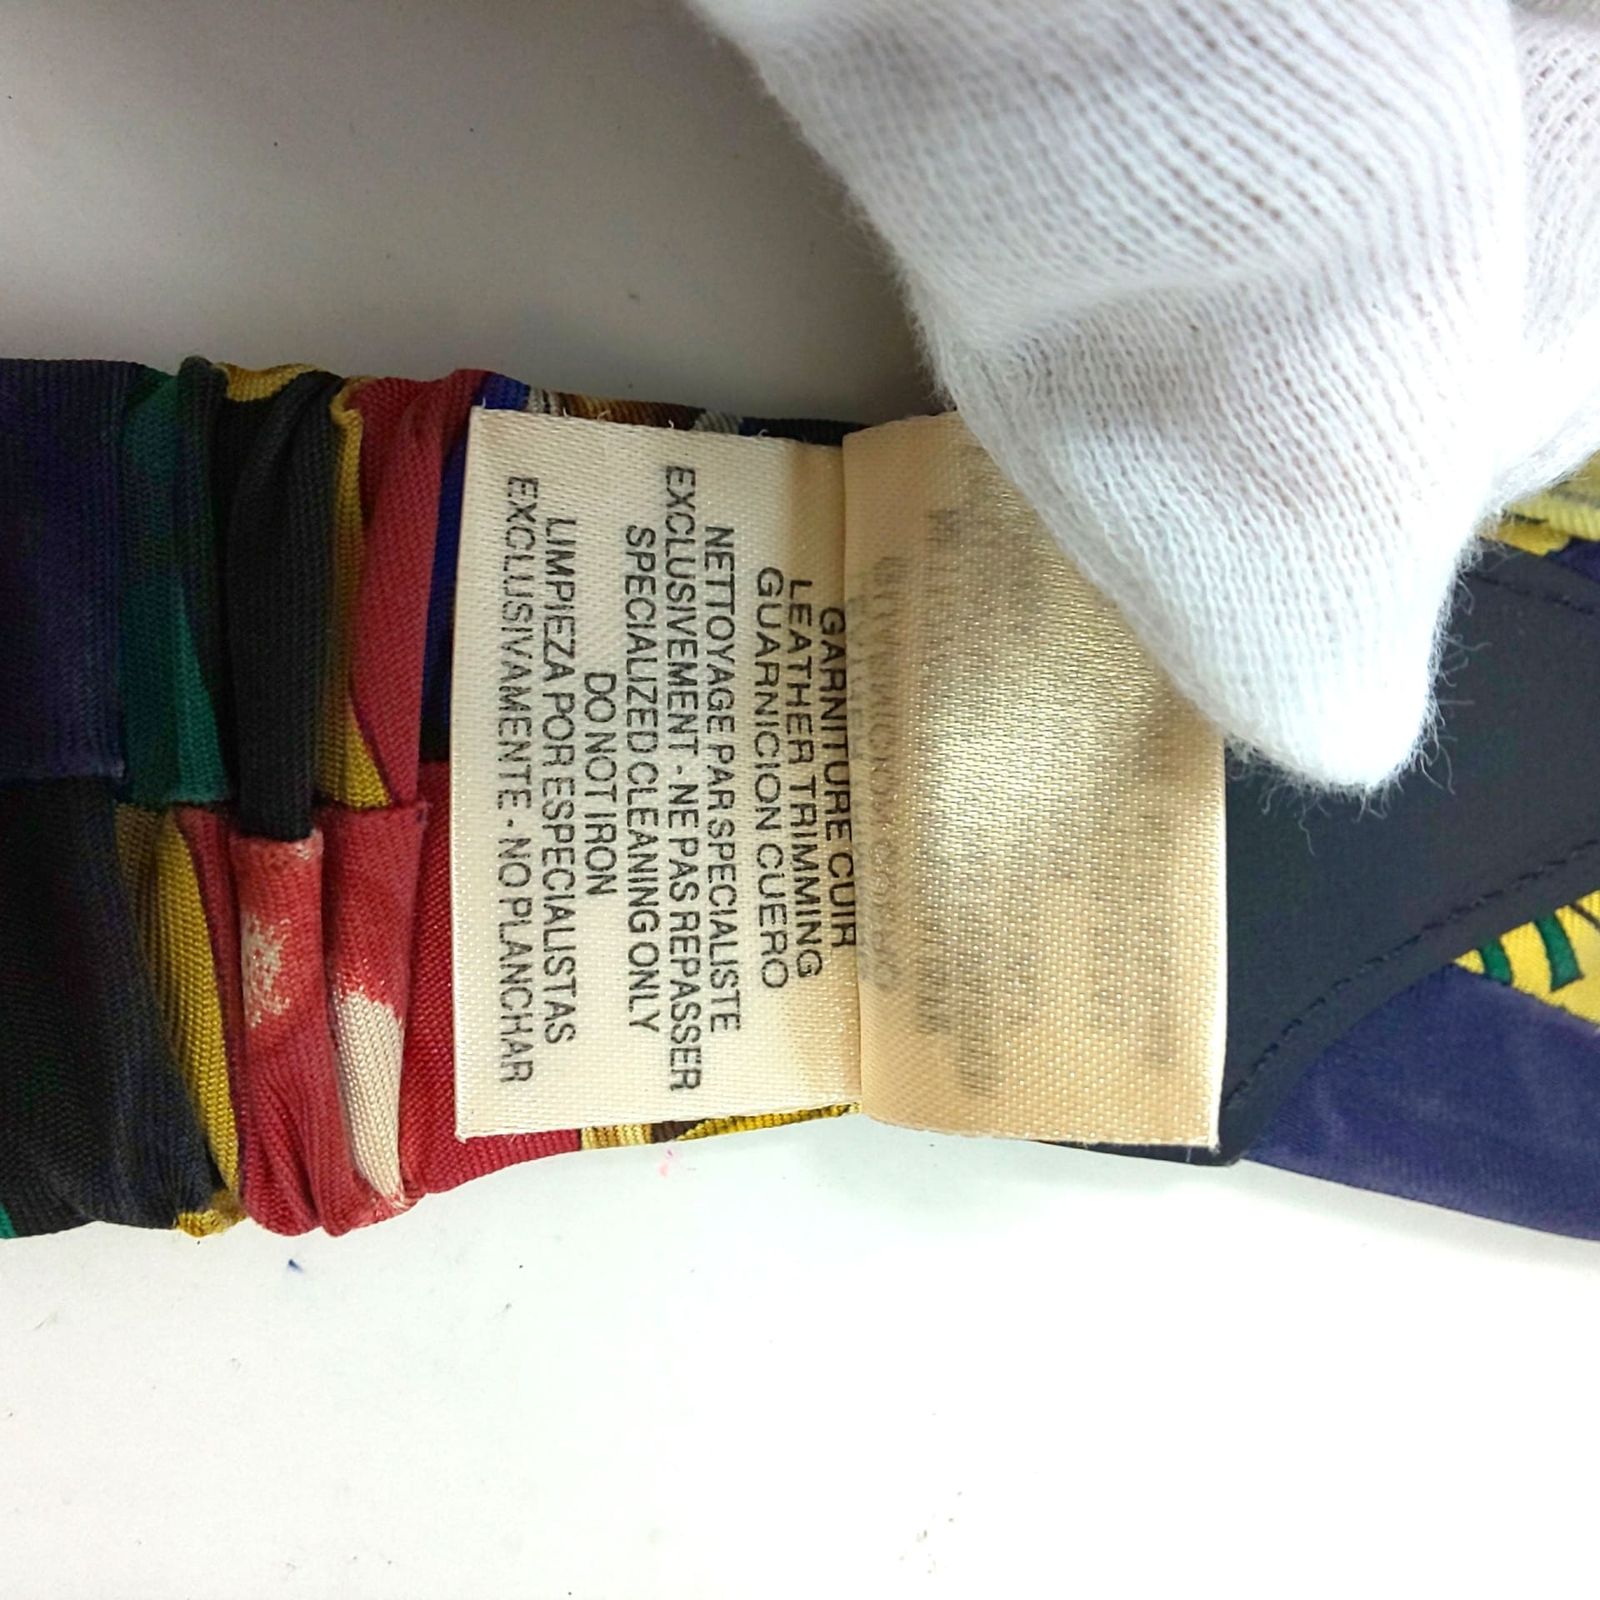 GARNITURE CUIR
LEATHER TRIMMING
GUARNICION CUERO
NETTOYAGE PAR SPECIALISTE
EXCLUSIVEMENT - NE PAS REPASSER
SPECIALIZED CLEANING ONLY
DO NOT IRON
LIMPIEZA POR ESPECIALISTAS
EXCLUSIVAMENTE - NO PLANCHAR